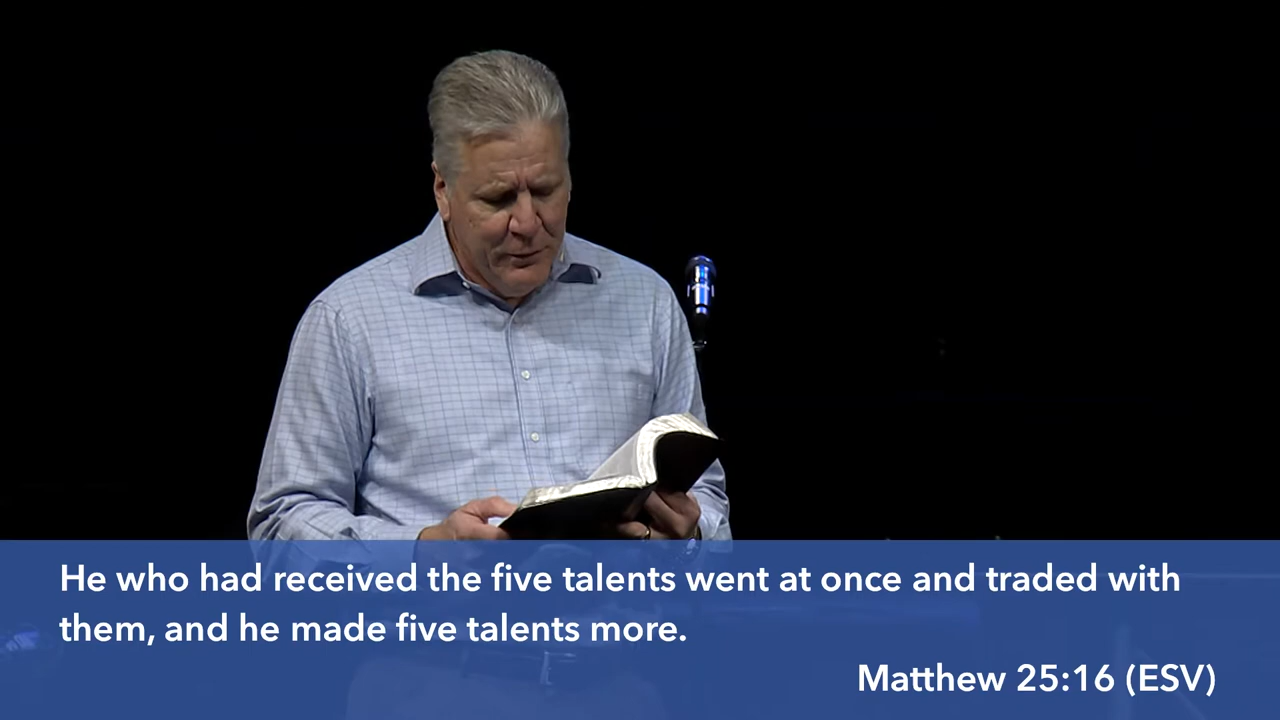 He who had received the five talents went at once and traded with
them, and he made five talents more.
Matthew 25:16 (ESV)